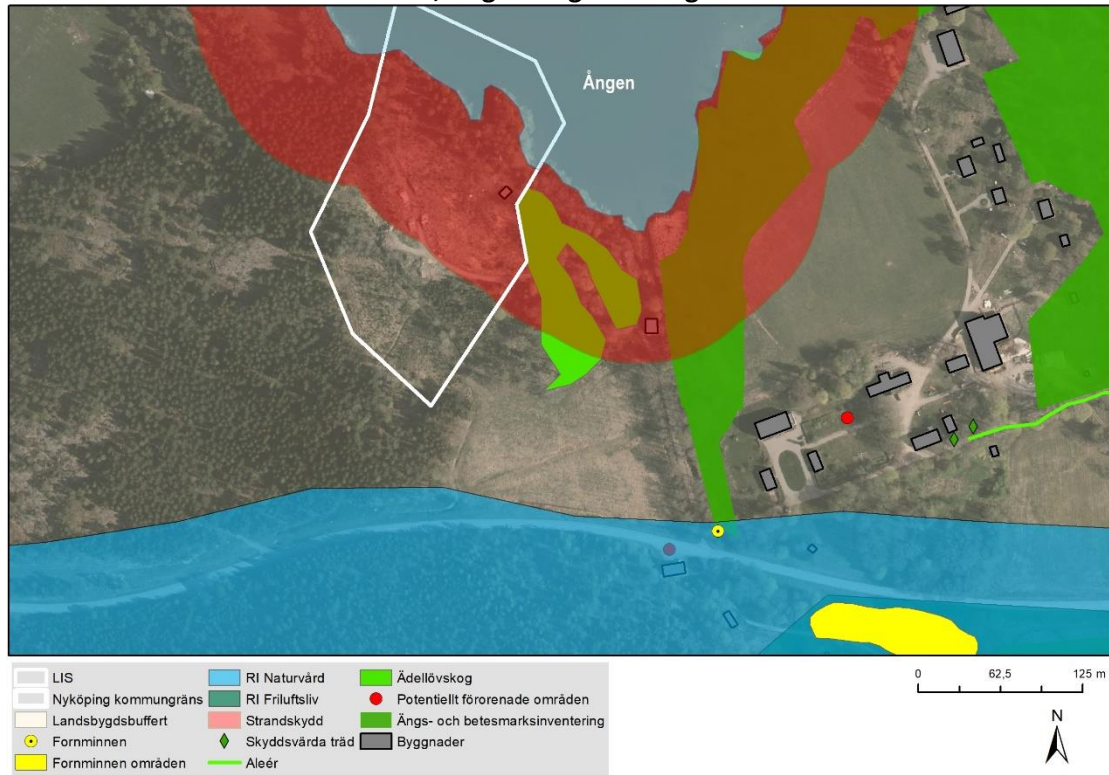 Ången
LIS
Nyköping kommungräns
Landsbygdsbuffert
Fornminnen
Fornminnen områden
RI Naturvård
RI Friluftsliv
Strandskydd
Skyddsvärda träd
Aleér
Ädellövskog
Potentiellt förorenade områden
Ängs- och betesmarksinventering
Byggnader
0 62,5 125 m
N